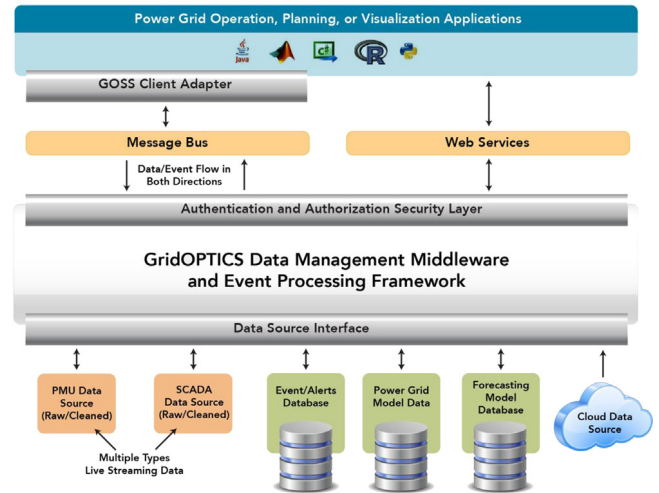 Power Grid Operation, Planning, or Visualization Applications
Java
C#
R
GOSS Client Adapter
Message Bus
Web Services
Data/Event Flow in
Both Directions
Authentication and Authorization Security Layer
GridOPTICS Data Management Middleware
and Event Processing Framework
Data Source Interface
PMU Data
Source
(Raw/Cleaned)
SCADA
Data Source
(Raw/Cleaned)
Event/Alerts
Database
Power Grid
Model Data
Forecasting
Model
Database
Cloud Data
Source
Multiple Types
Live Streaming Data